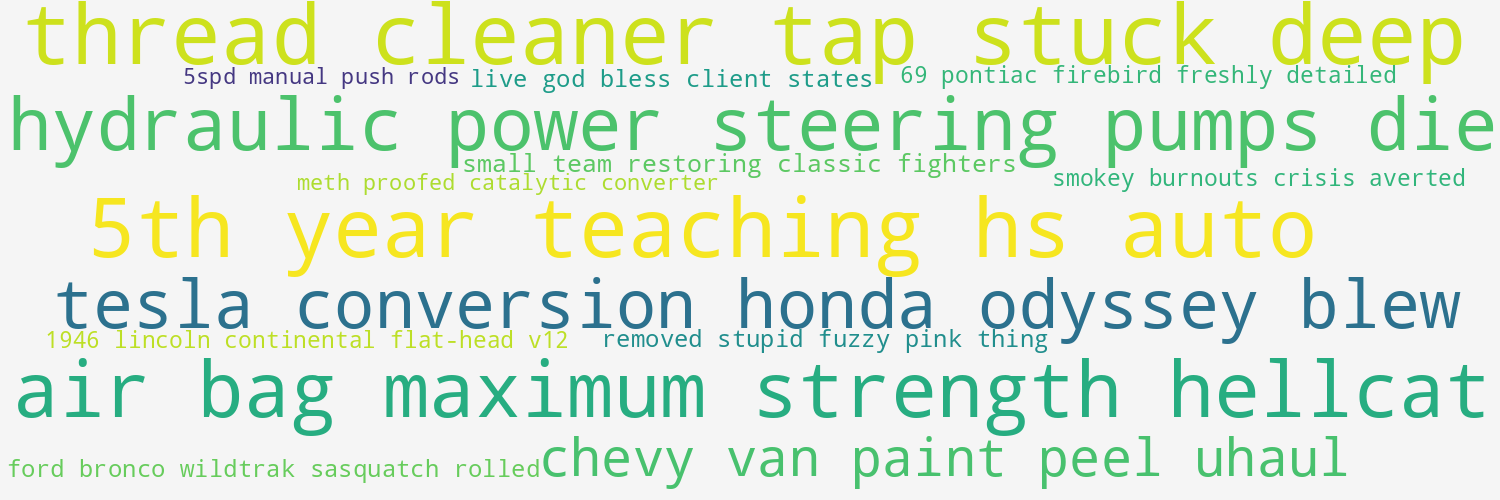 thread cleaner tap stuck deep
5spd manual push rods
live god bless client states
69 pontiac firebird freshly detailed
hydraulic power steering pumps die
small team restoring classic fighters
meth proofed catalytic converter
smokey burnouts crisis averted
5th year teaching hs auto
tesla conversion honda odyssey blew
1946 lincoln continental flat-head v12
removed stupid fuzzy pink thing
air bag maximum strength hellcat
ford bronco wildtrak sasquatch rolled
chevy van paint peel uhaul